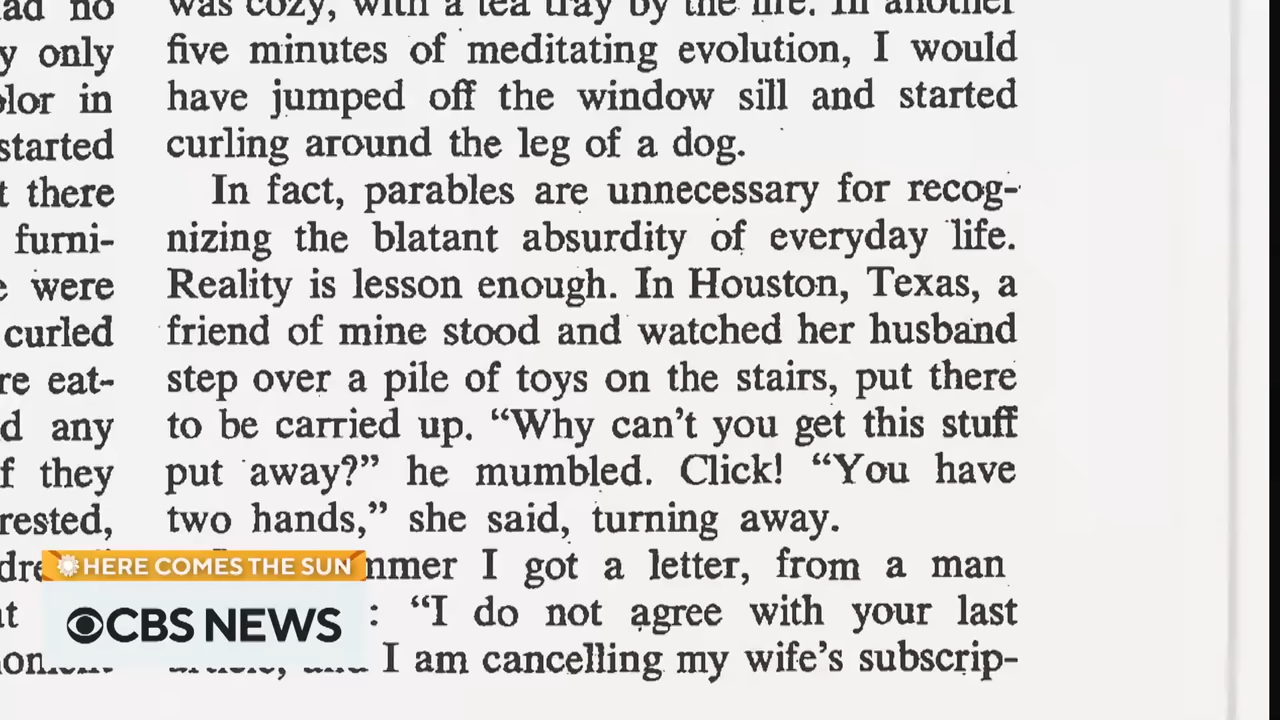 no
only
in
started
there
furni-
were
curled
eat-
any
they
was cozy, with a tea tray by the fire. In another
five minutes of meditating evolution, I would
have jumped off the window sill and started
curling around the leg of a dog.
In fact, parables are unnecessary for recog-
nizing the blatant absurdity of everyday life.
Reality is lesson enough. In Houston, Texas, a
friend of mine stood and watched her husband
step over a pile of toys on the stairs, put there
to be carried up. “Why can’t you get this stuff
put away?” he mumbled. Click! “You have
two hands,” she said, turning away.
I got a letter, from a man
: “I do not agree with your last
I am cancelling my wife’s subscrip-
HERE COMES THE SUN
CBS NEWS